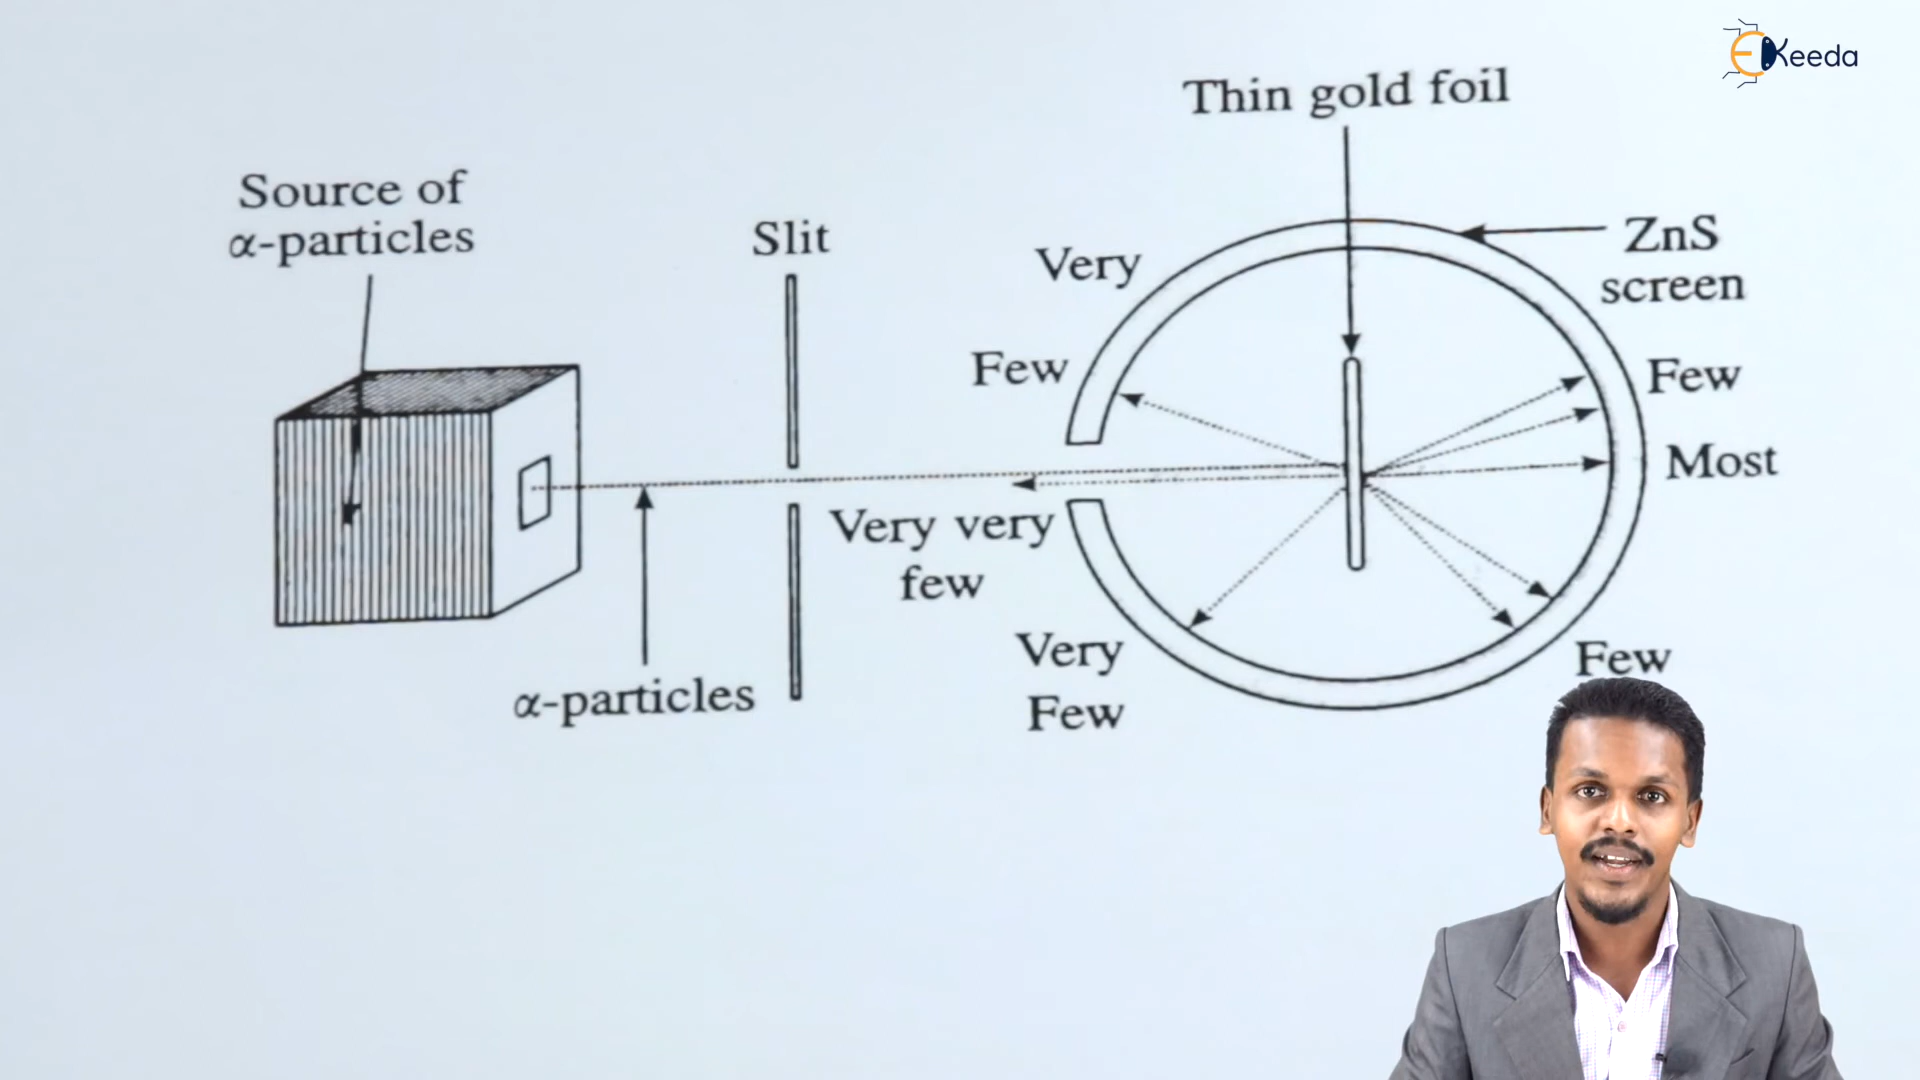 EKeeda
Thin gold foil
Source of
α-particles
Slit
Very
ZnS
screen
Few
Few
Most
Very very
few
Very
Few
Few
α-particles